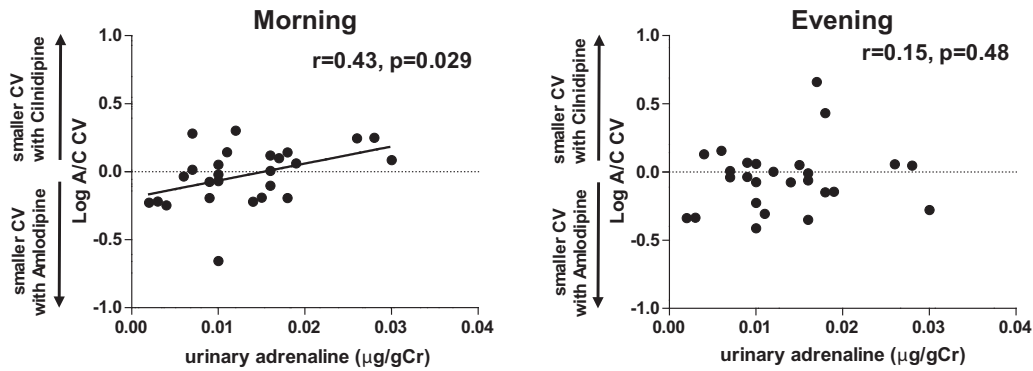 Morning
r=0.43, p=0.029
smaller CV
with Cilnidipine
smaller CV
with Amlodipine
Log A/C CV
1.0
0.5
0.0
-0.5
-1.0
0.00
0.01
0.02
0.03
0.04
urinary adrenaline (μg/gCr)
Evening
r=0.15, p=0.48
smaller CV
with Cilnidipine
smaller CV
with Amlodipine
Log A/C CV
1.0
0.5
0.0
-0.5
-1.0
0.00
0.01
0.02
0.03
0.04
urinary adrenaline (μg/gCr)